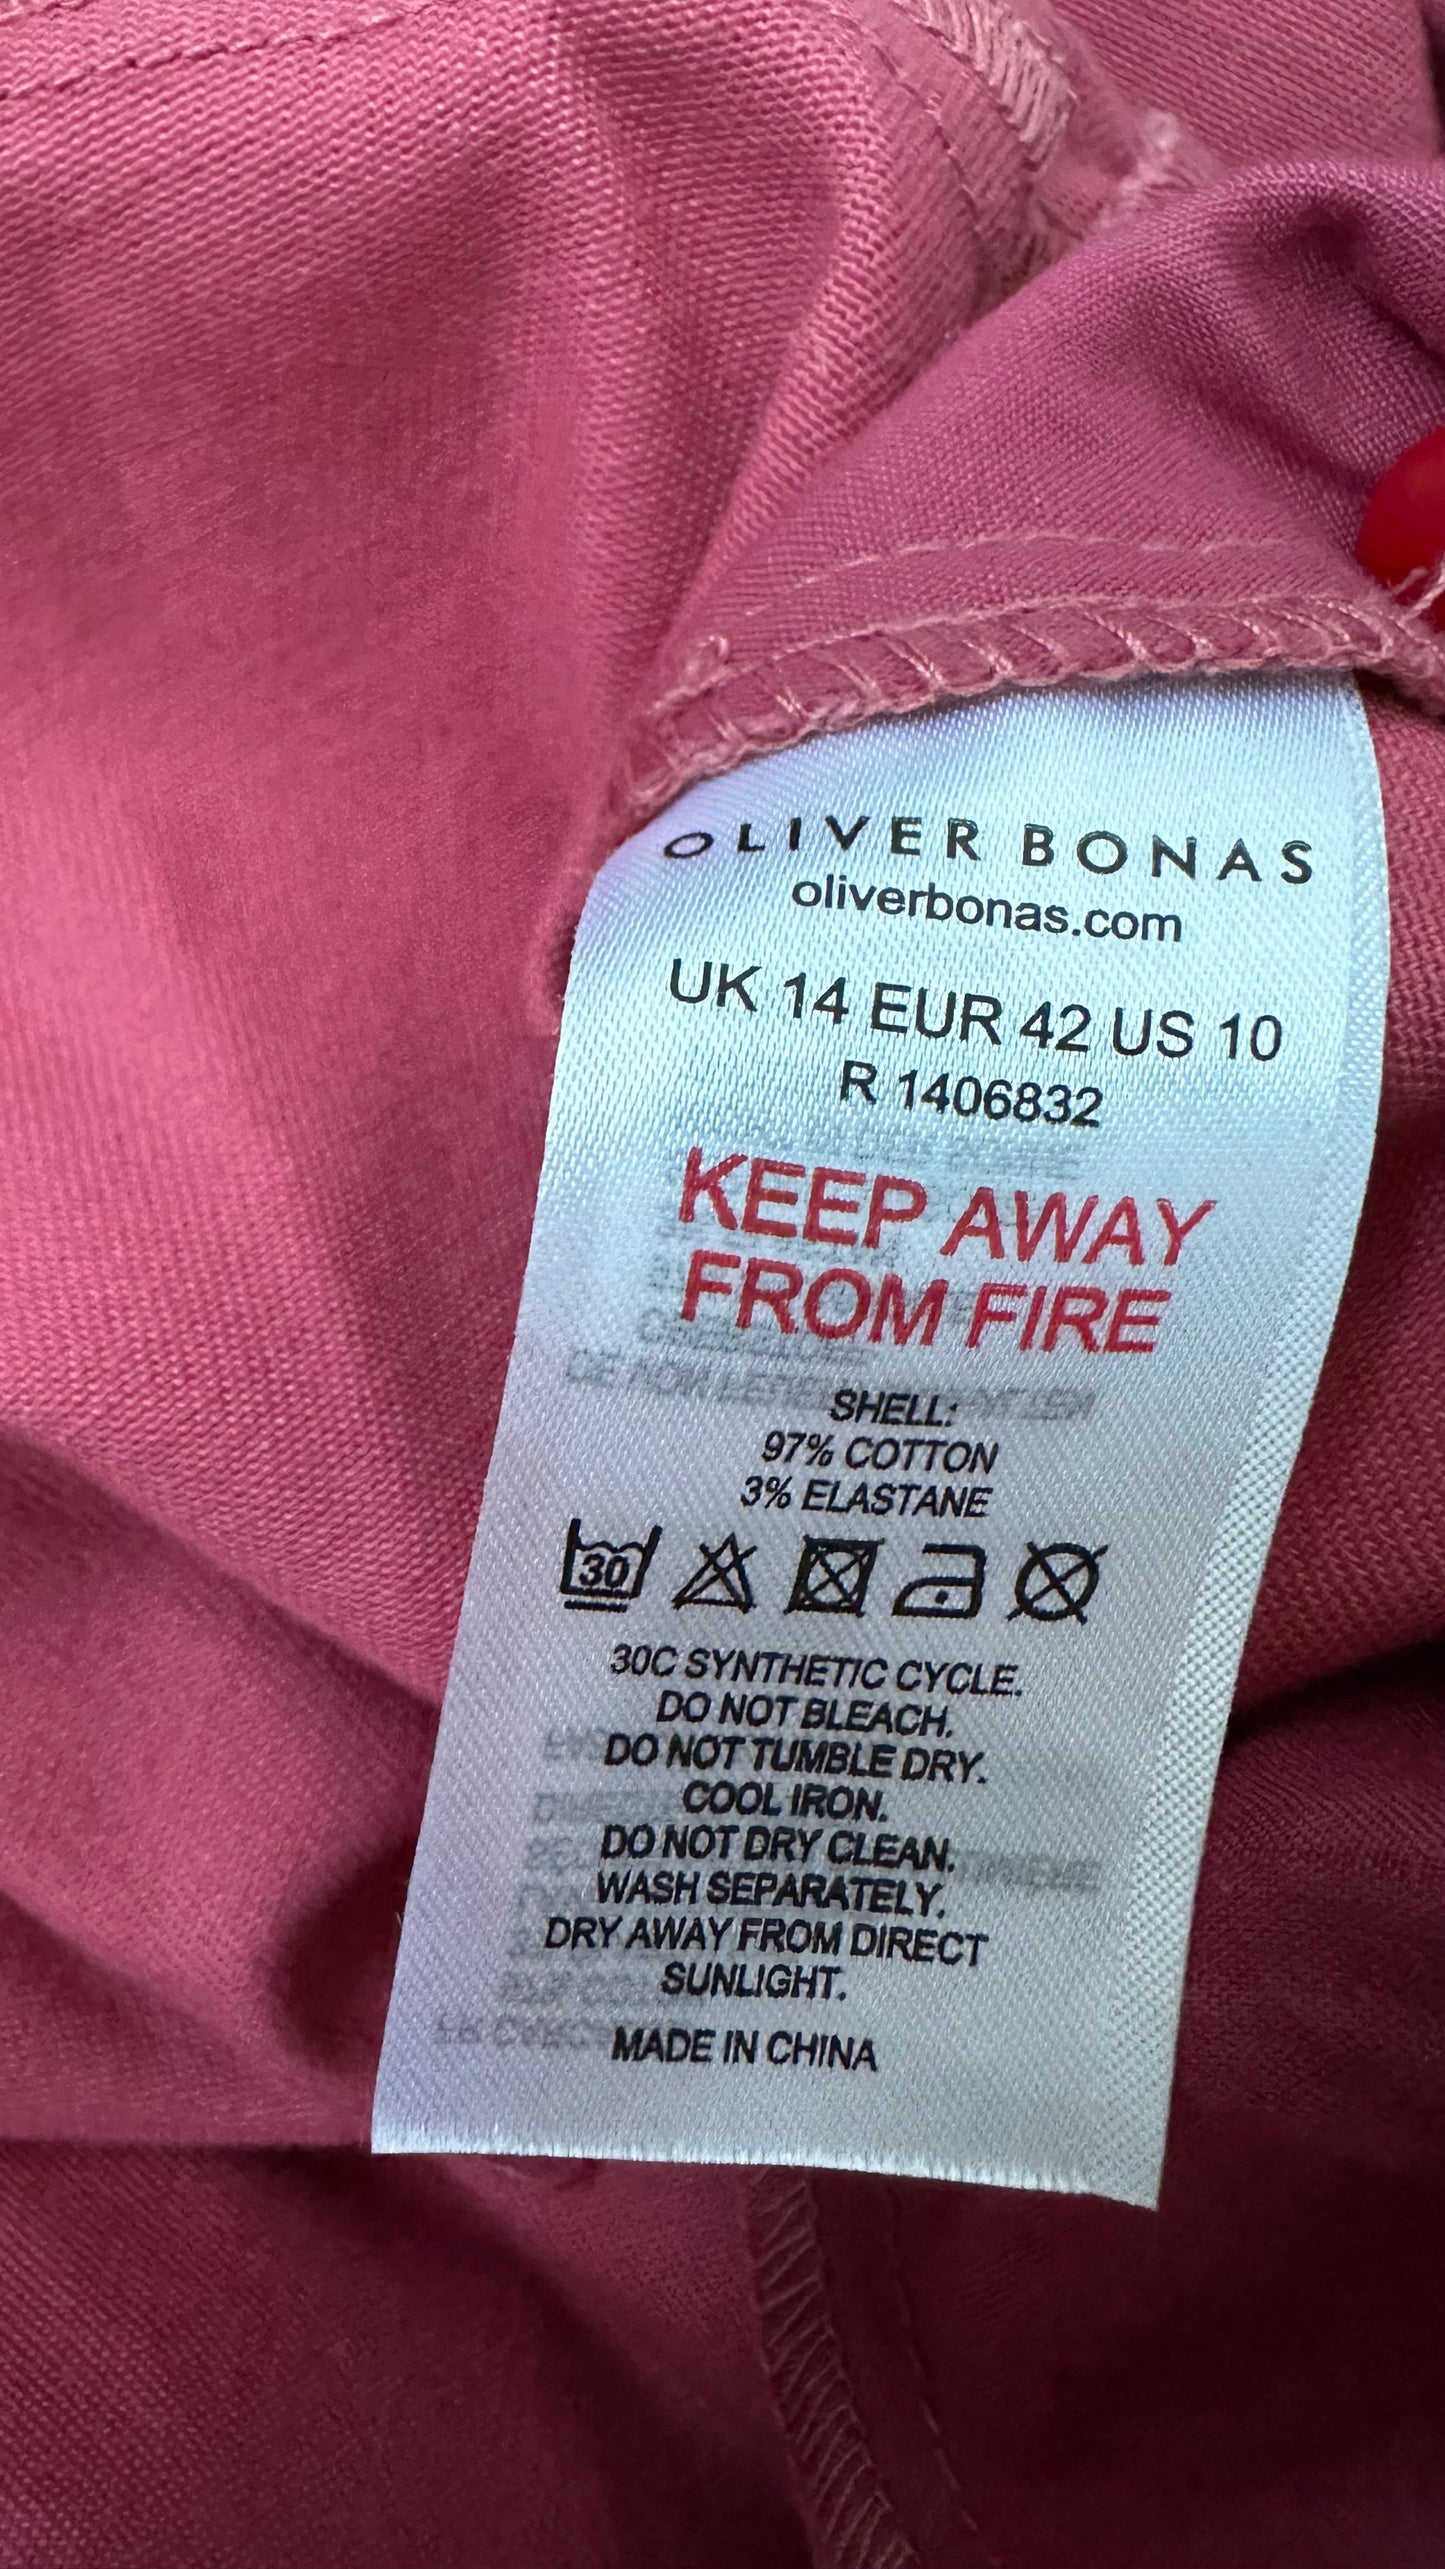 OLIVER BONAS
oliverbonas.com
UK 14 EUR 42 US 10
R 1406832
KEEP AWAY
FROM FIRE
SHELL:
97% COTTON
3% ELASTANE
30
30C SYNTHETIC CYCLE.
DO NOT BLEACH.
DO NOT TUMBLE DRY.
COOL IRON.
DO NOT DRY CLEAN.
WASH SEPARATELY.
DRY AWAY FROM DIRECT
SUNLIGHT.
MADE IN CHINA